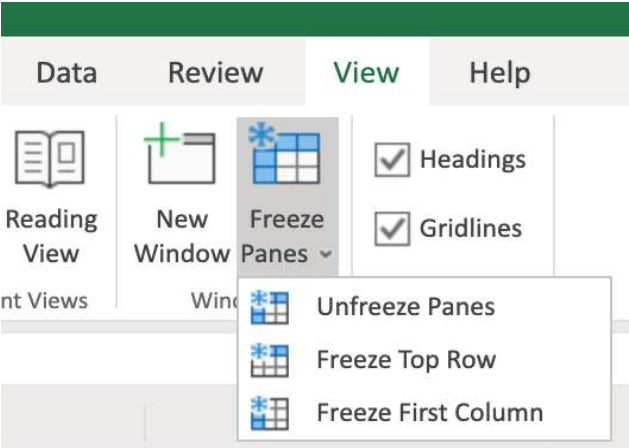 Data Review View Help
Reading View
New Window
Freeze Panes
Headings
Gridlines
nt Views
Wind
Unfreeze Panes
Freeze Top Row
Freeze First Column